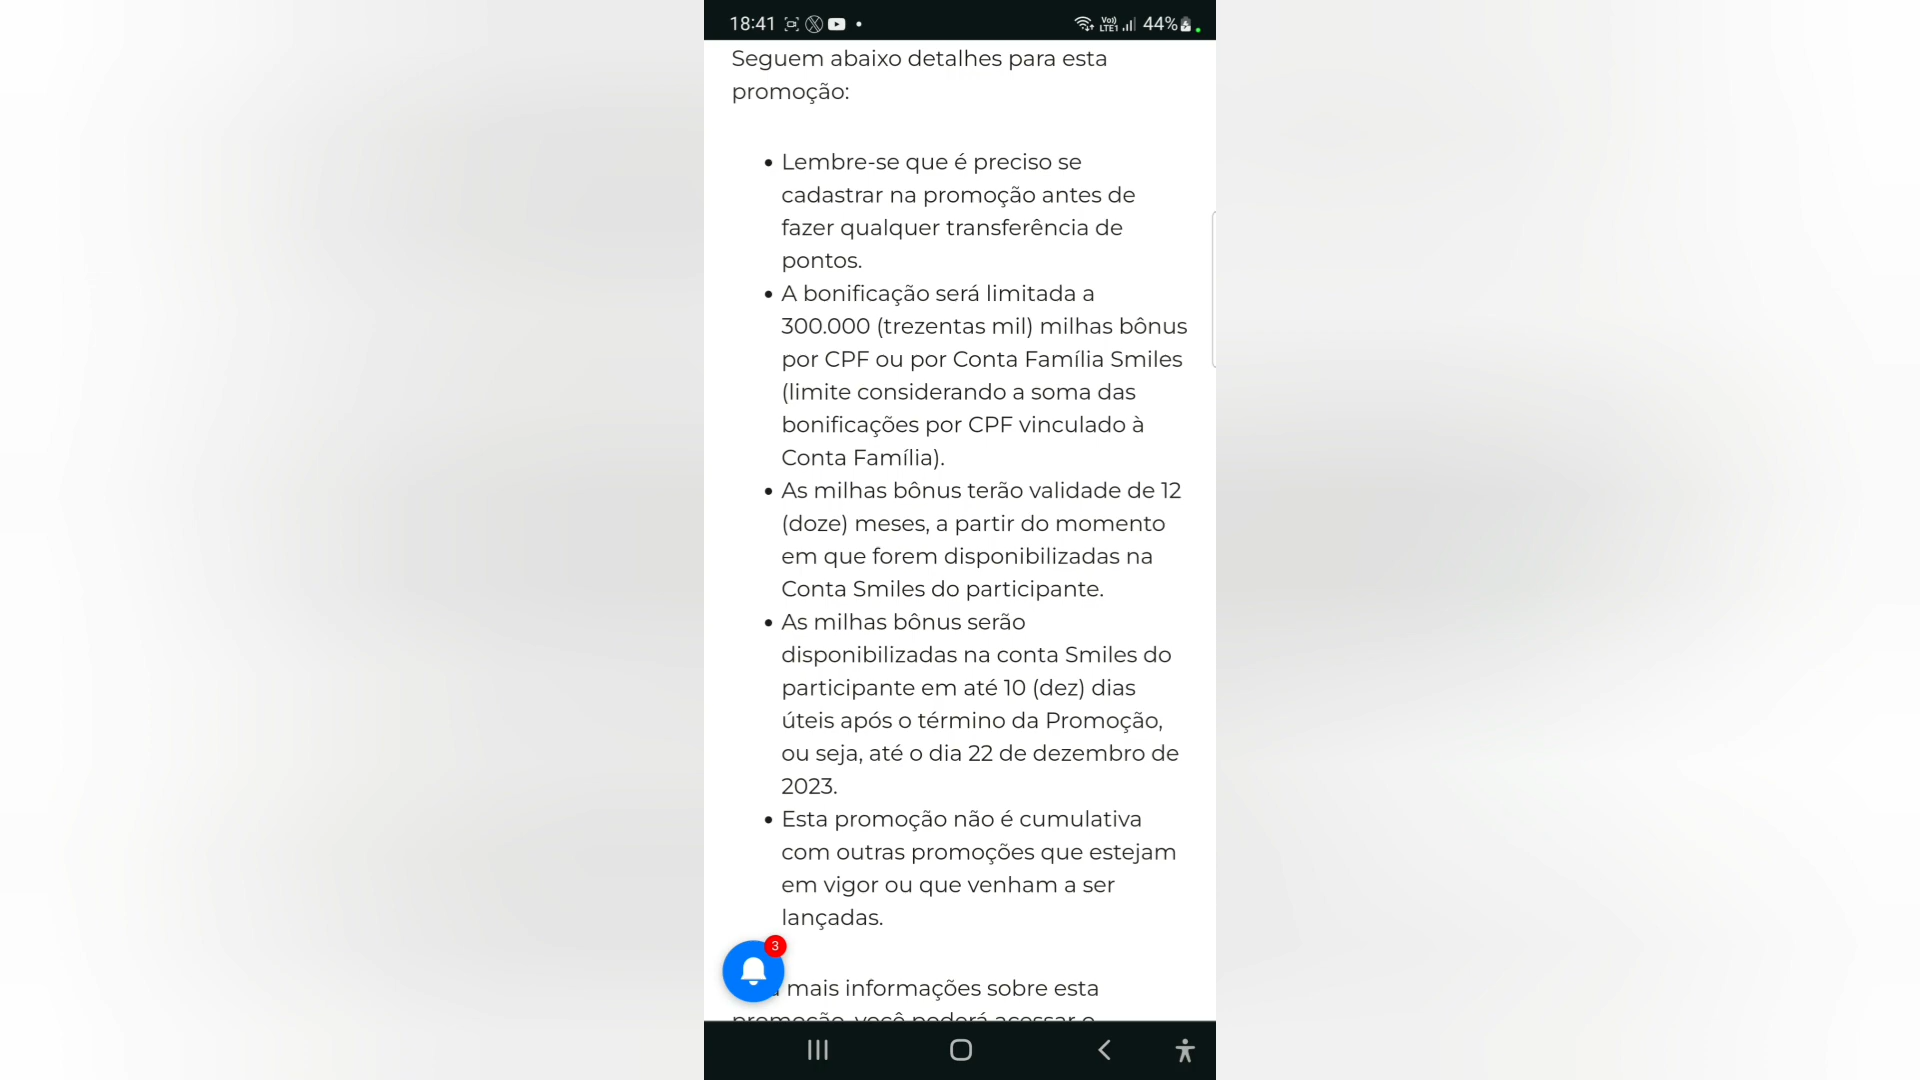 18:41
Vo))
LTE1
44%
Seguem abaixo detalhes para esta
promoção:
• Lembre-se que é preciso se
cadastrar na promoção antes de
fazer qualquer transferência de
pontos.
• A bonificação será limitada a
300.000 (trezentas mil) milhas bônus
por CPF ou por Conta Família Smiles
(limite considerando a soma das
bonificações por CPF vinculado à
Conta Família).
• As milhas bônus terão validade de 12
(doze) meses, a partir do momento
em que forem disponibilizadas na
Conta Smiles do participante.
• As milhas bônus serão
disponibilizadas na conta Smiles do
participante em até 10 (dez) dias
úteis após o término da Promoção,
ou seja, até o dia 22 de dezembro de
2023.
• Esta promoção não é cumulativa
com outras promoções que estejam
em vigor ou que venham a ser
lançadas.
3
mais informações sobre esta
promoção, você poderá acessar o